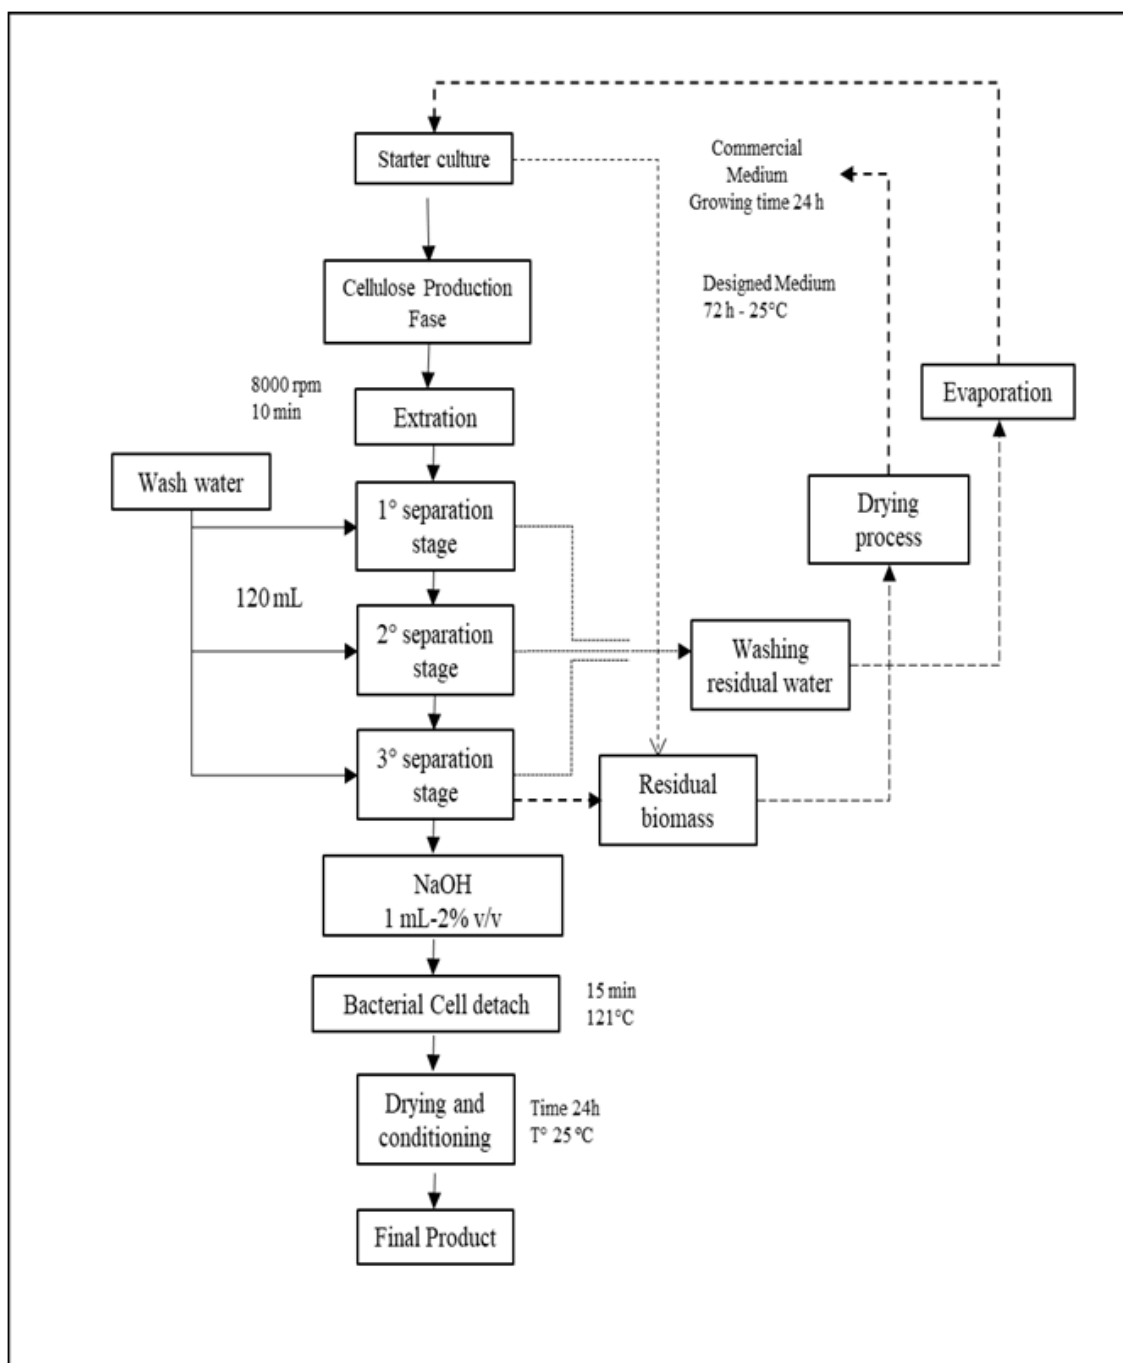 Starter culture
Commercial
Medium
Growing time 24 h
Cellulose Production
Fase
Designed Medium
72 h - 25°C
8000 rpm
10 min
Extration
Evaporation
Wash water
1° separation
stage
Drying
process
120 mL
2° separation
stage
Washing
residual water
3° separation
stage
Residual
biomass
NaOH
1 mL-2% v/v
Bacterial Cell detach
15 min
121°C
Drying and
conditioning
Time 24h
T° 25 ºC
Final Product